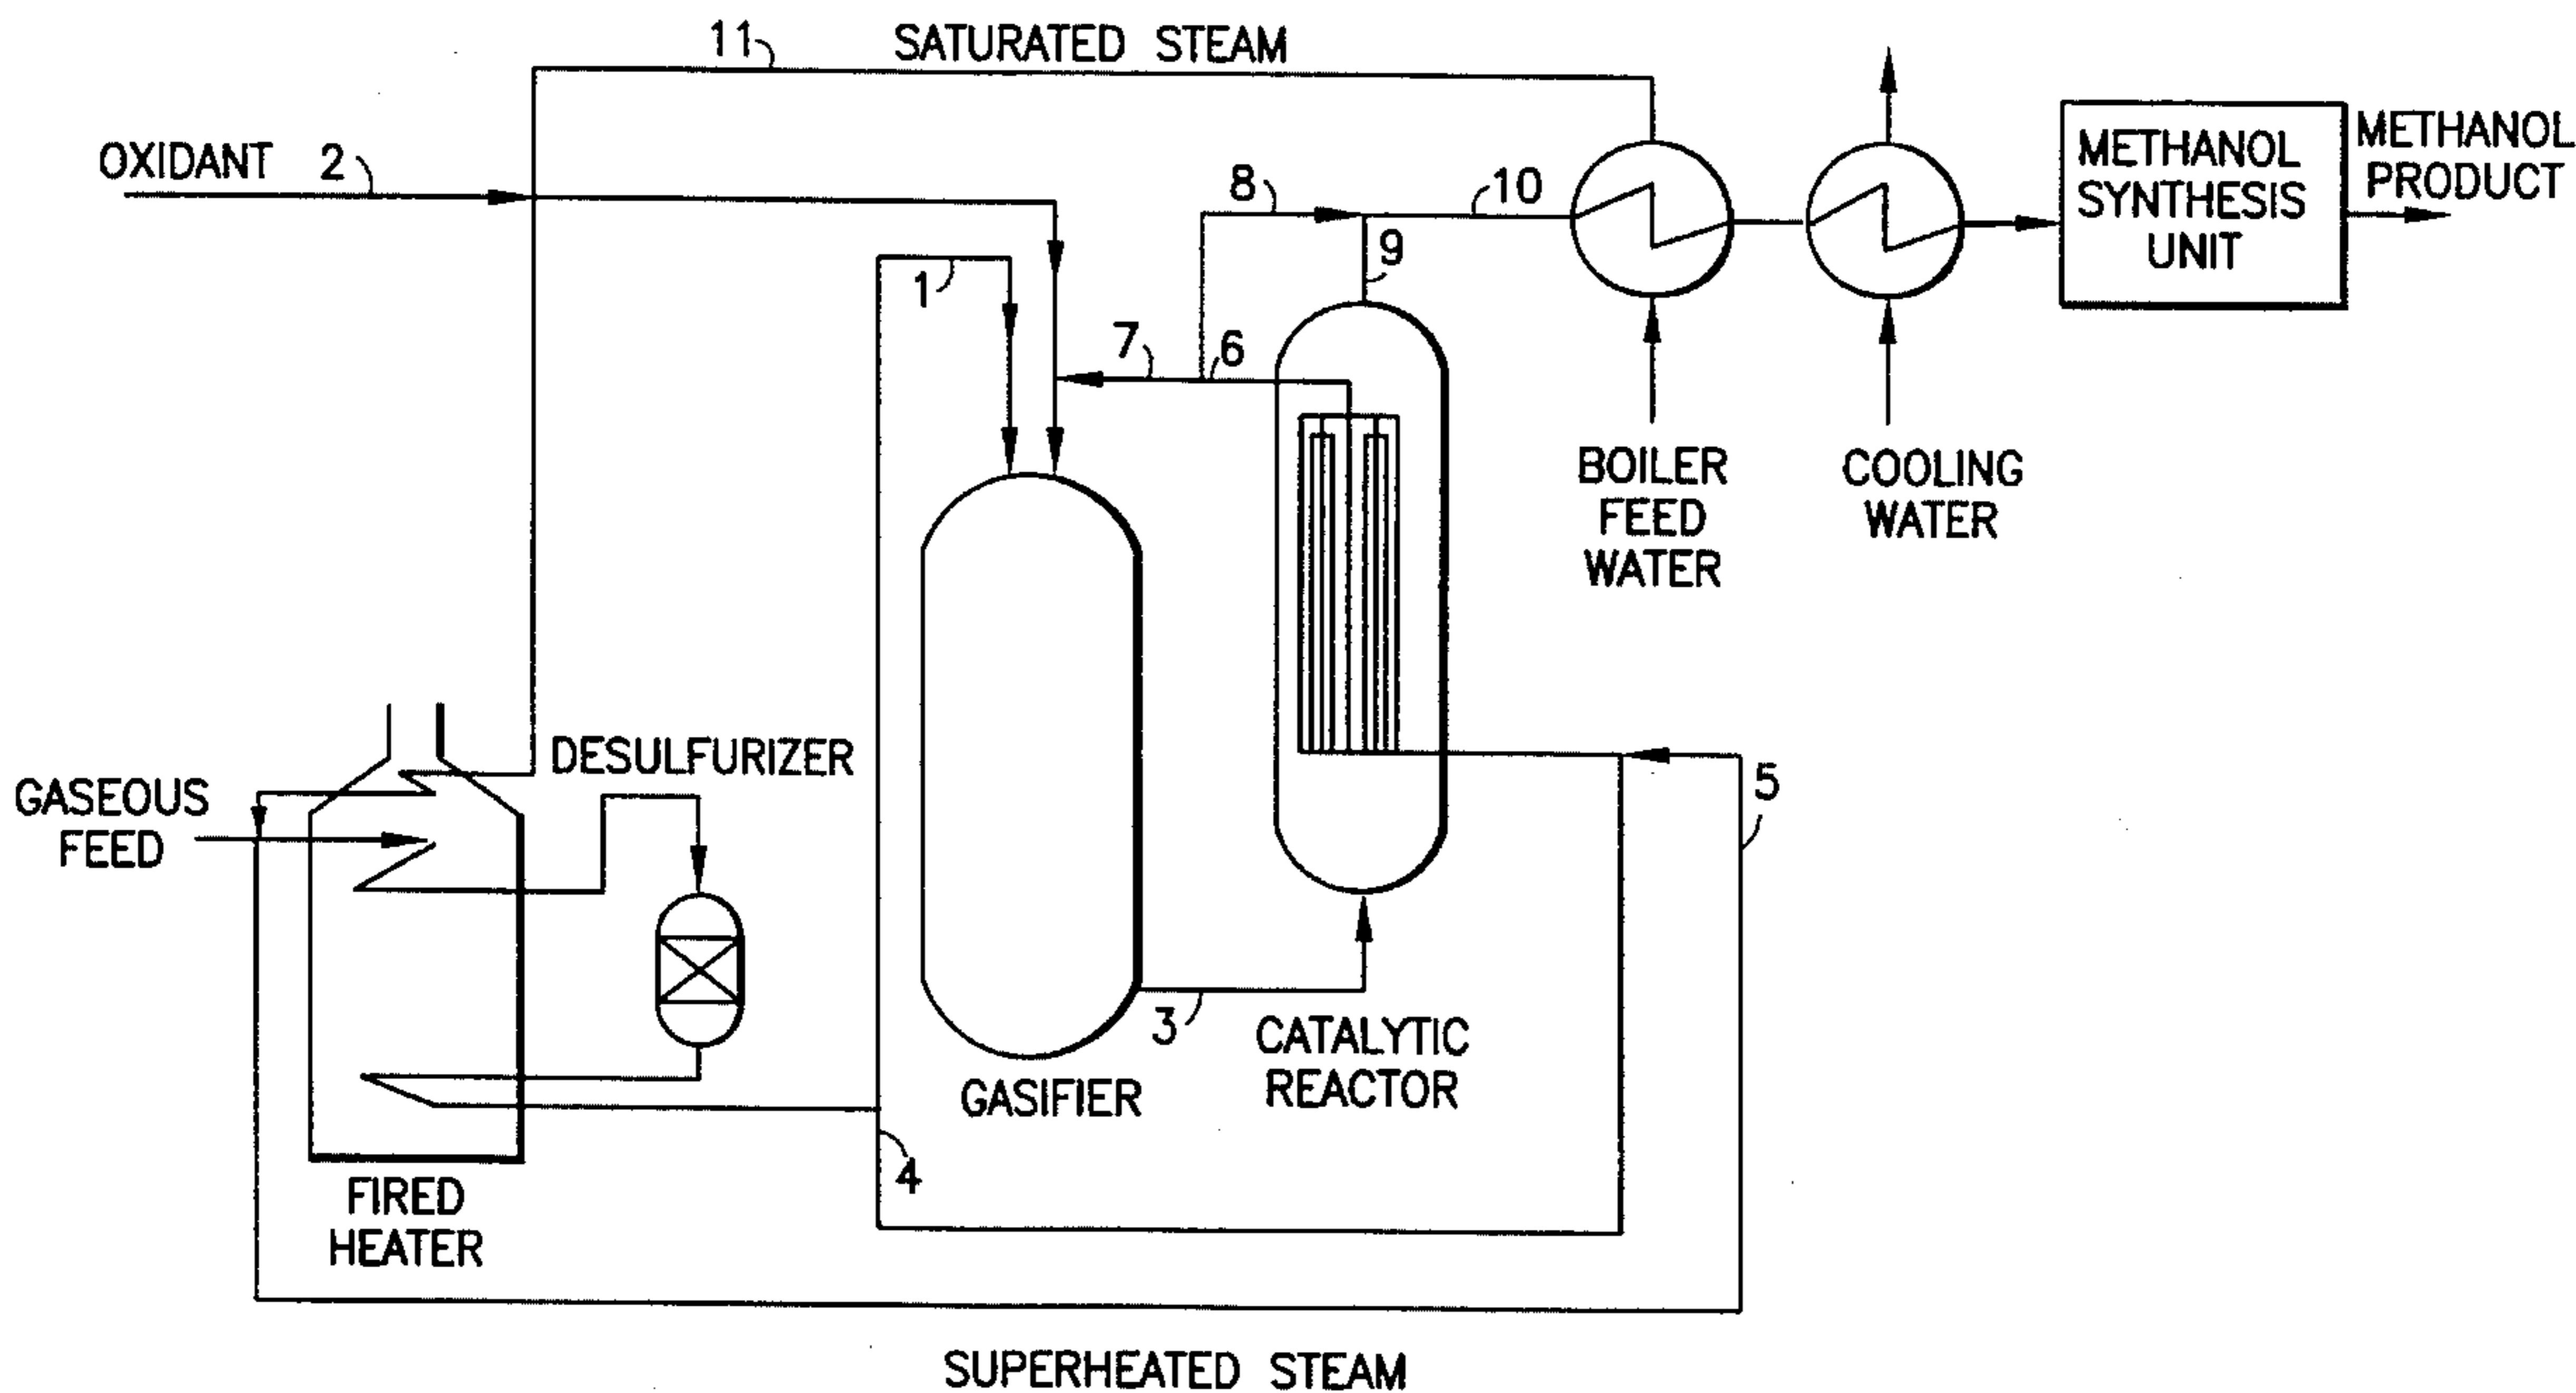 11
SATURATED STEAM
OXIDANT
2
8
10
METHANOL
SYNTHESIS
UNIT
METHANOL
PRODUCT
1
9
7
6
BOILER
FEED
WATER
COOLING
WATER
DESULFURIZER
GASEOUS
FEED
5
3
CATALYTIC
REACTOR
GASIFIER
4
FIRED
HEATER
SUPERHEATED STEAM